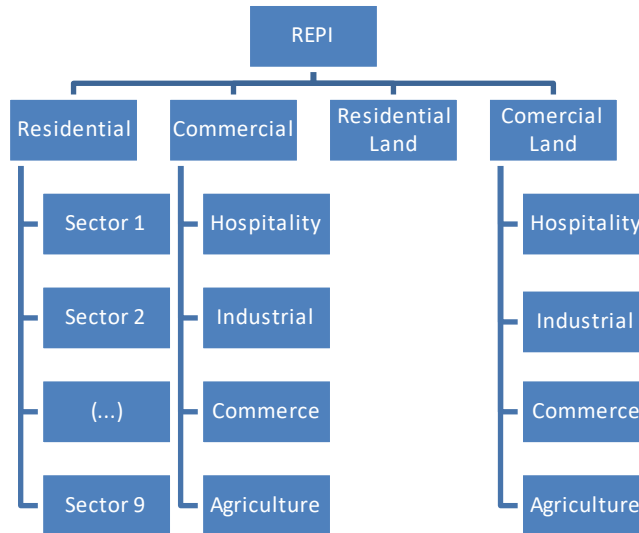 REPI
Residential
Commercial
Residential
Land
Comercial
Land
Sector 1
Hospitality
Hospitality
Sector 2
Industrial
Industrial
(...)
Commerce
Commerce
Sector 9
Agriculture
Agriculture